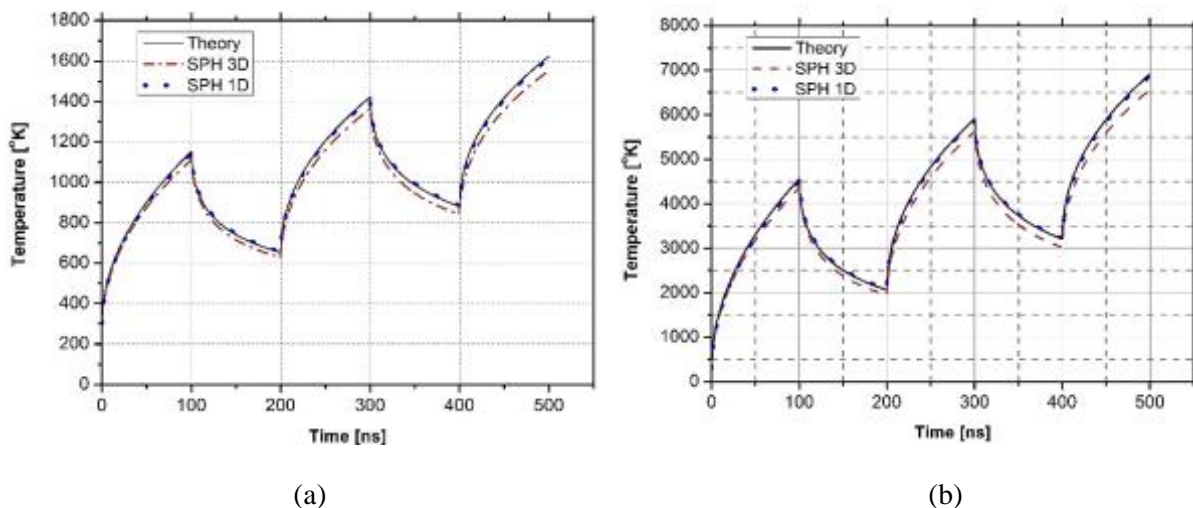 1800
1600
1400
1200
1000
800
600
400
200
0
Temperature [°K]
Theory
SPH 3D
SPH 1D
0 100 200 300 400 500
Time [ns]
(a)
8000
7000
6000
5000
4000
3000
2000
1000
0
Temperature [°K]
Theory
SPH 3D
SPH 1D
0 100 200 300 400 500
Time [ns]
(b)